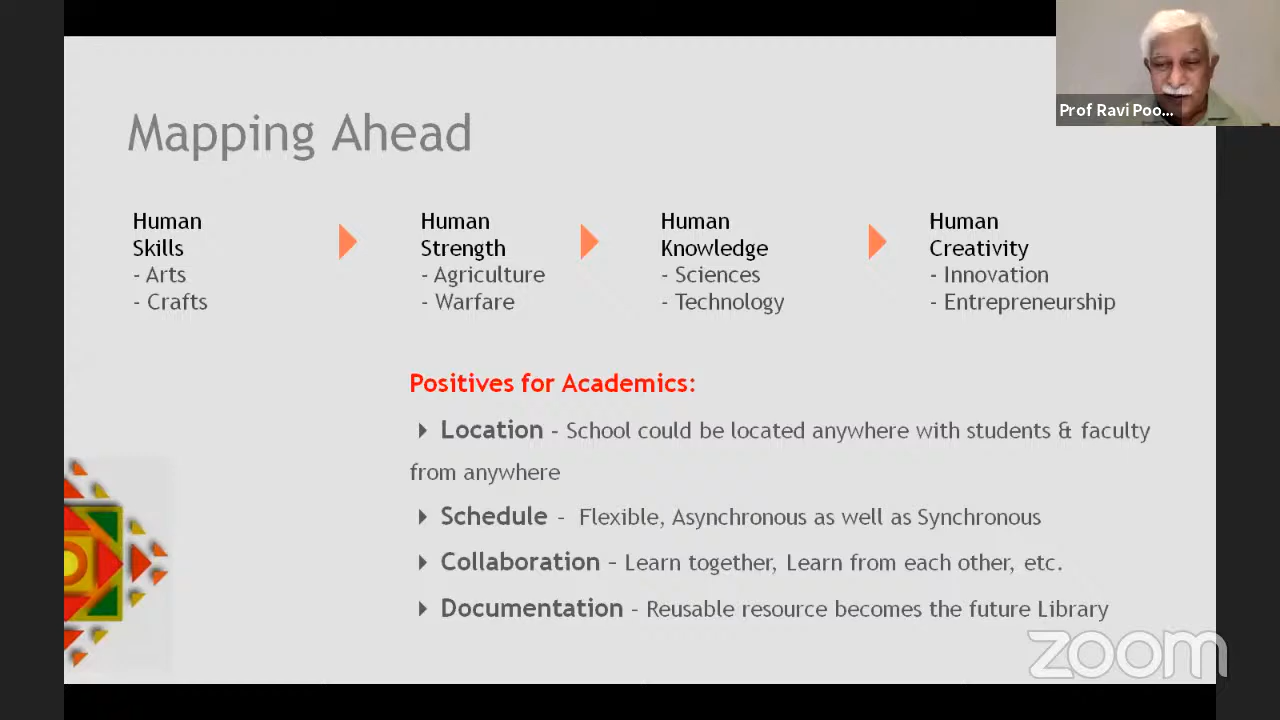 Prof Ravi Poo...
Mapping Ahead
Human
Skills
- Arts
- Crafts
Human
Strength
- Agriculture
- Warfare
Human
Knowledge
- Sciences
- Technology
Human
Creativity
- Innovation
- Entrepreneurship
Positives for Academics:
Location - School could be located anywhere with students & faculty
from anywhere
Schedule - Flexible, Asynchronous as well as Synchronous
Collaboration – Learn together, Learn from each other, etc.
Documentation - Reusable resource becomes the future Library
zoom